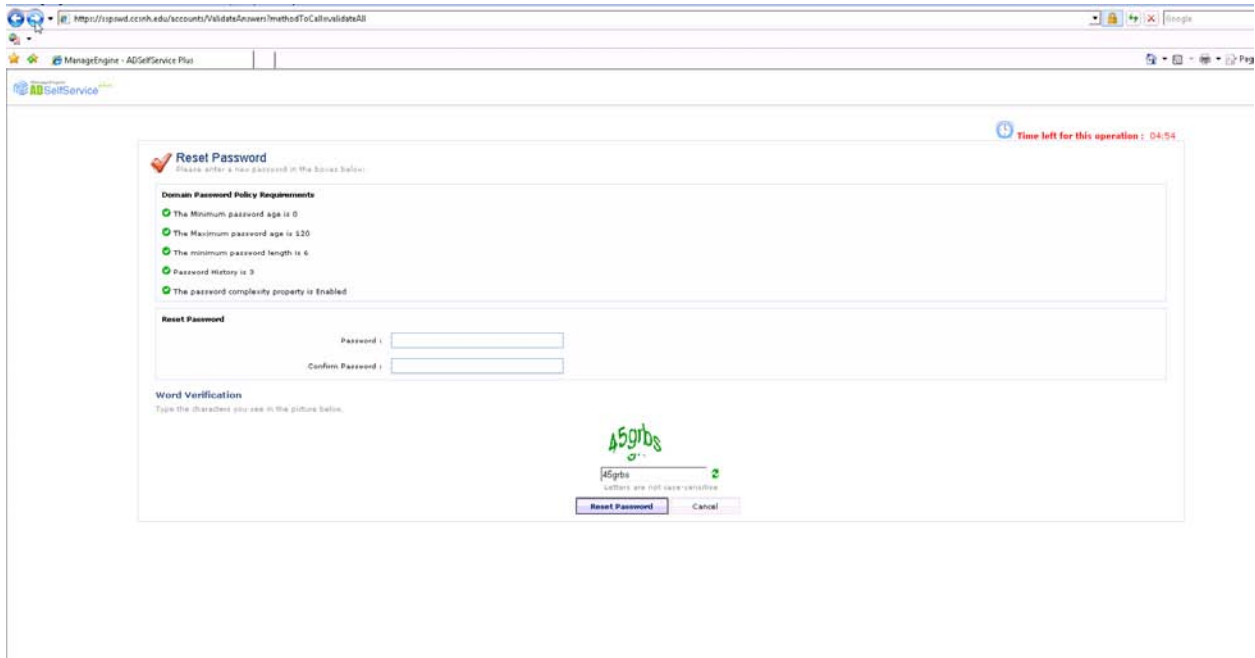 https://sspswd.ccsnh.edu/accounts/ValidateAnswers?methodToCall=validateAll
Google
ManageEngine - ADSelfService Plus
Page
ManageEngine
ADSelfService Plus
Time left for this operation : 04:54
Reset Password
Please enter a new password in the boxes below:
Domain Password Policy Requirements
The Minimum password age is 0
The Maximum password age is 120
The minimum password length is 6
Password History is 3
The password complexity property is Enabled
Reset Password
Password :
Confirm Password :
Word Verification
Type the characters you see in the picture below.
45grbs
45grbs
Letters are not case-sensitive
Reset Password Cancel